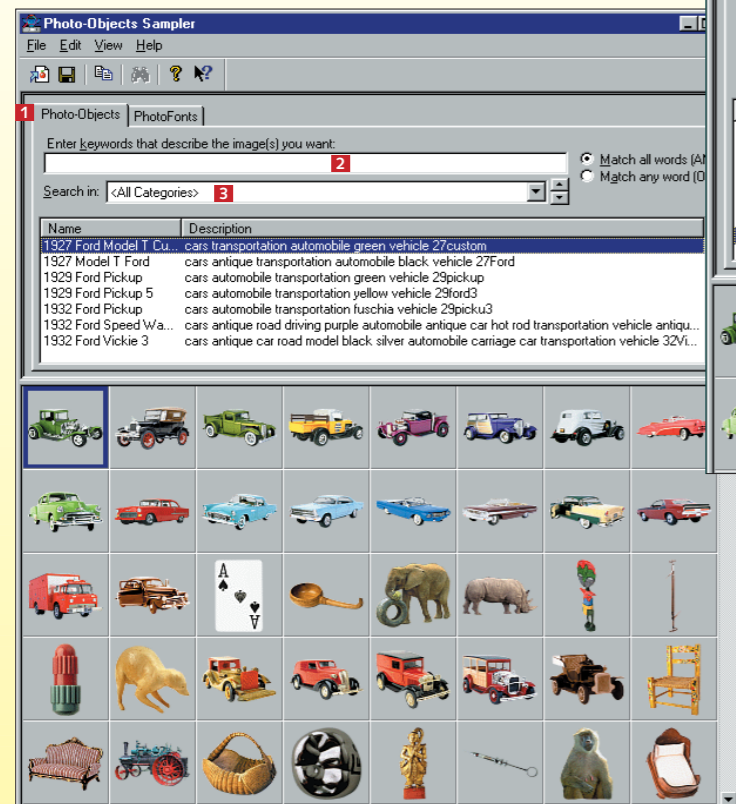 Photo-Objects Sampler
File Edit View Help
1 Photo-Objects PhotoFonts
Enter keywords that describe the image(s) you want:
2
Match all words (A
Match any word (O
Search in: <All Categories> 3
Name Description
1927 Ford Model T Cu... cars transportation automobile green vehicle 27custom
1927 Model T Ford cars antique transportation automobile black vehicle 27Ford
1929 Ford Pickup cars automobile transportation green vehicle 29pickup
1929 Ford Pickup 5 cars automobile transportation yellow vehicle 29ford3
1932 Ford Pickup cars automobile transportation fuschia vehicle 29picku3
1932 Ford Speed Wa... cars antique road driving purple automobile antique car hot rod transportation vehicle antiqu...
1932 Ford Vickie 3 cars antique car road model black silver automobile carriage car transportation vehicle 32Vi...
A
A